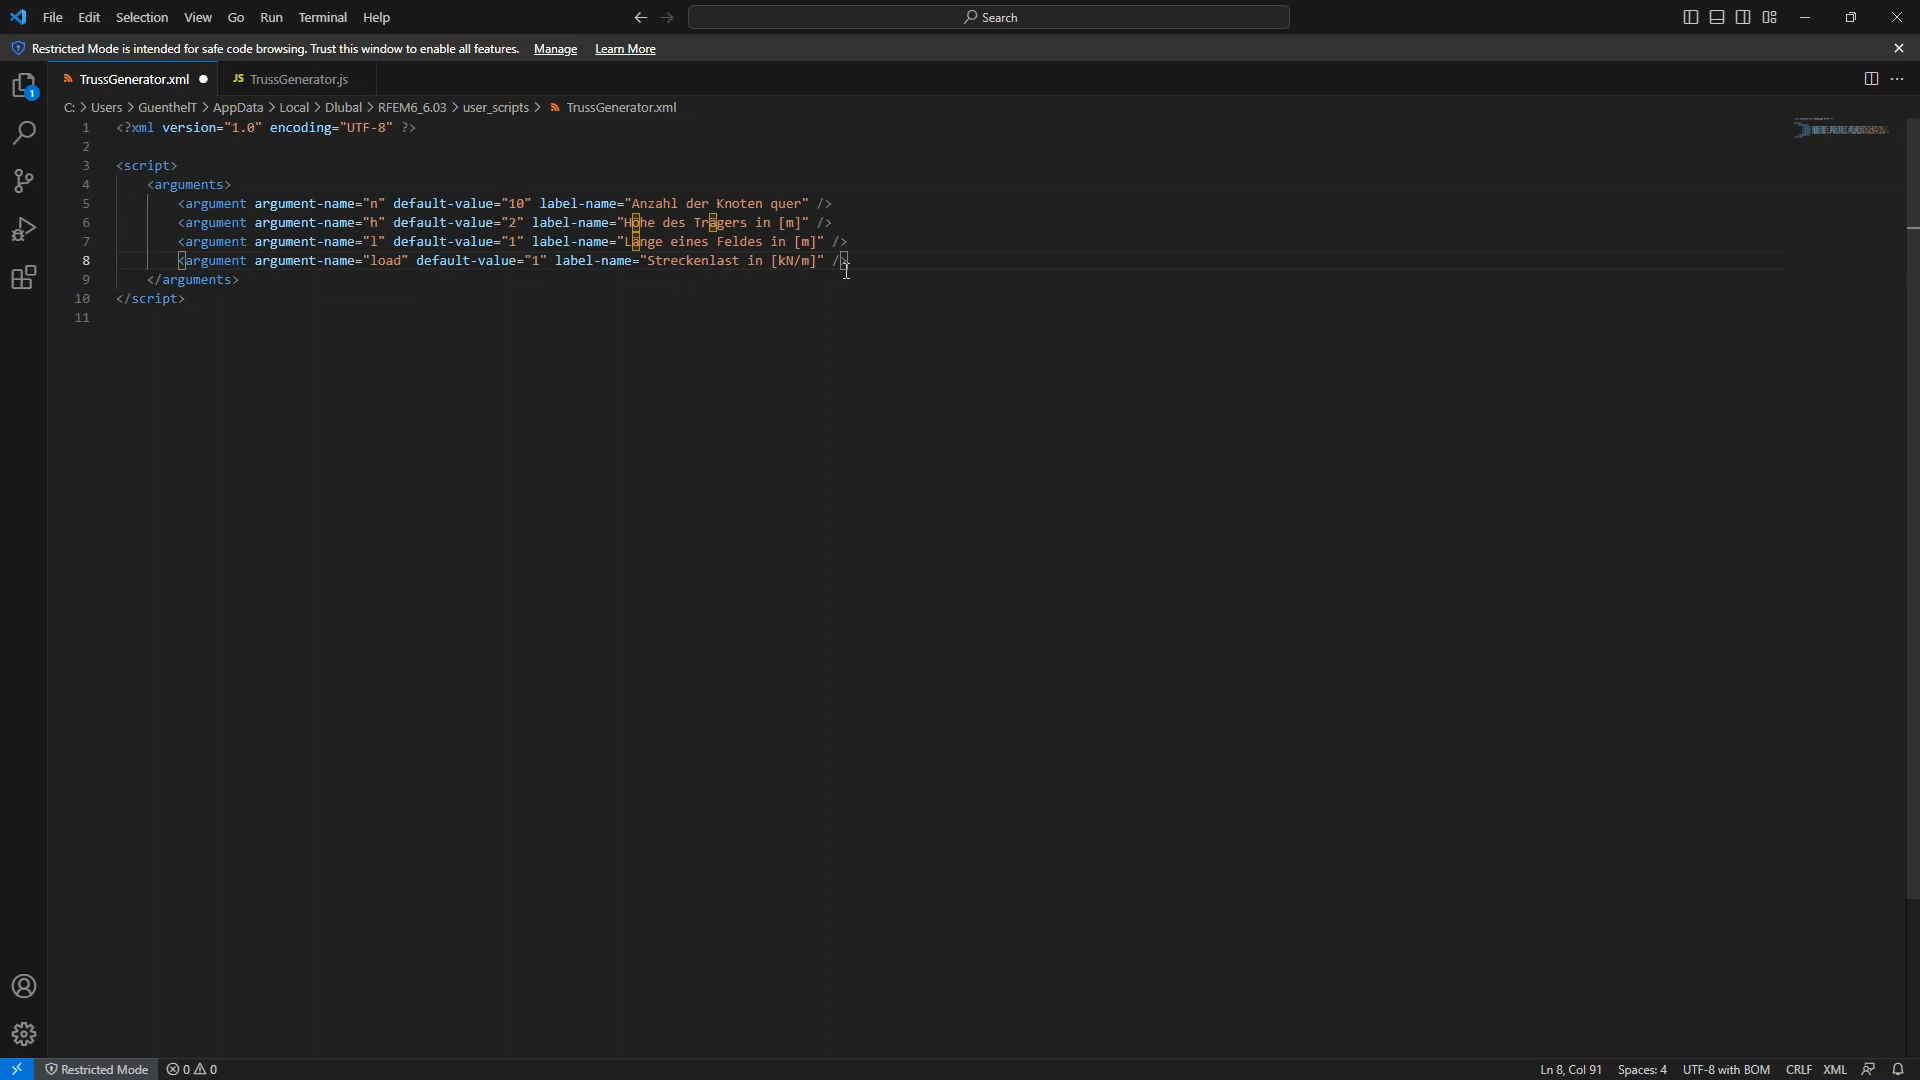 File Edit Selection View Go Run Terminal Help Search
Restricted Mode is intended for safe code browsing. Trust this window to enable all features. Manage Learn More
TrussGenerator.xml JS TrussGenerator.js
C: > Users > GuenthelT > AppData > Local > Dlubal > RFEM6_6.03 > user_scripts > TrussGenerator.xml
1 <?xml version="1.0" encoding="UTF-8" ?>
2
3 <script>
4 <arguments>
5 <argument argument-name="n" default-value="10" label-name="Anzahl der Knoten quer" />
6 <argument argument-name="h" default-value="2" label-name="Höhe des Trägers in [m]" />
7 <argument argument-name="l" default-value="1" label-name="Länge eines Feldes in [m]" />
8 <argument argument-name="load" default-value="1" label-name="Streckenlast in [kN/m]" />
9 </arguments>
10 </script>
11
1
Restricted Mode 0 0 Ln 8, Col 91 Spaces: 4 UTF-8 with BOM CRLF XML